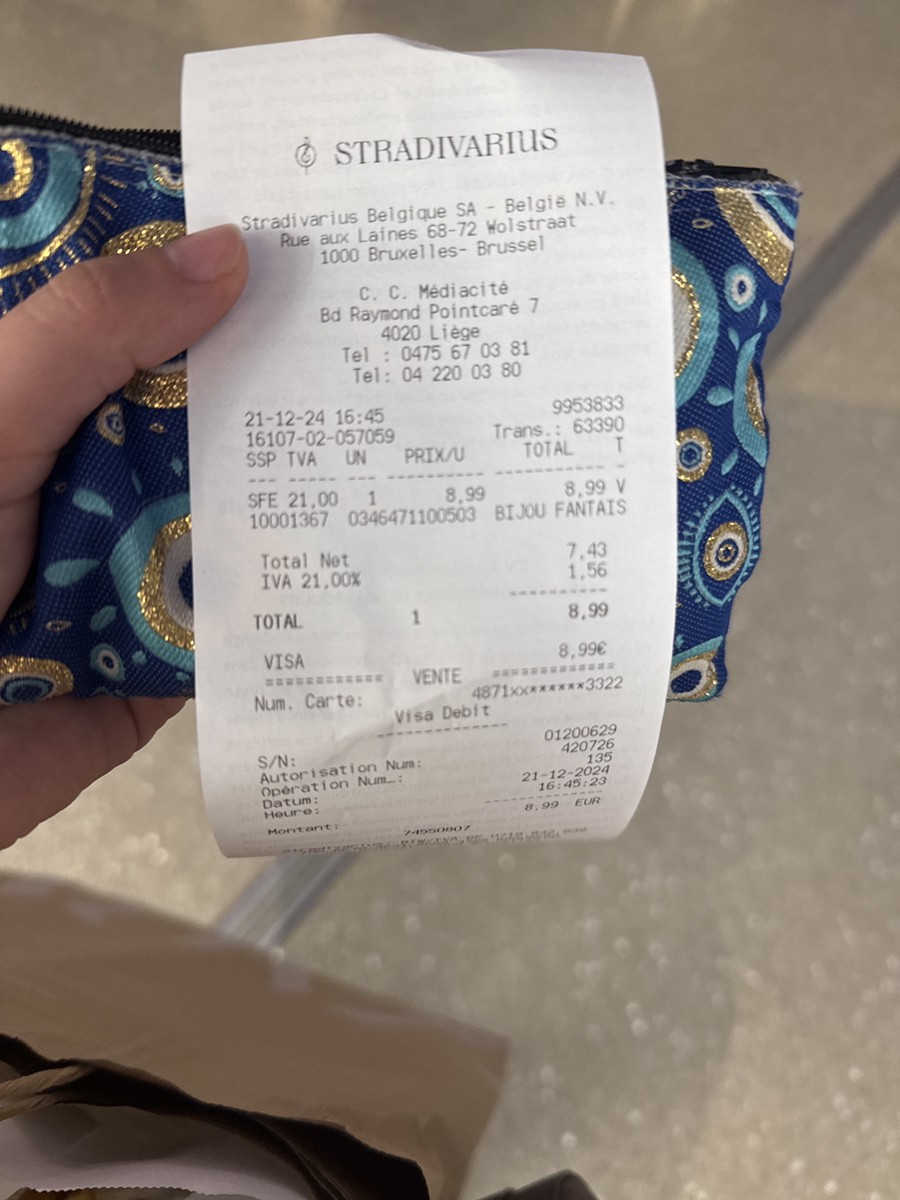 STRADIVARIUS
Stradivarius Belgique SA - België N.V.
Rue aux Laines 68-72 Wolstraat
1000 Bruxelles- Brussel
C. C. Médiacité
Bd Raymond Pointcaré 7
4020 Liège
Tel : 0475 67 03 81
Tel: 04 220 03 80
21-12-24 16:45 9953833
16107-02-057059 Trans.: 63390
SSP TVA UN PRIX/U TOTAL T
--- ----- --- ---------- ----------- -
SFE 21,00 1 8,99 8,99 V
10001367 0346471100503 BIJOU FANTAIS
Total Net 7,43
IVA 21,00% 1,56
----------
TOTAL 1 8,99
VISA 8,99€
============ VENTE =============
Num. Carte: 4871xx******3322
Visa Debit
--------------
S/N: 01200629
Autorisation Num: 420726
Opération Num…: 135
Datum: 21-12-2024
Heure: 16:45:23
--------------
Montant: 8,99 EUR
74550807